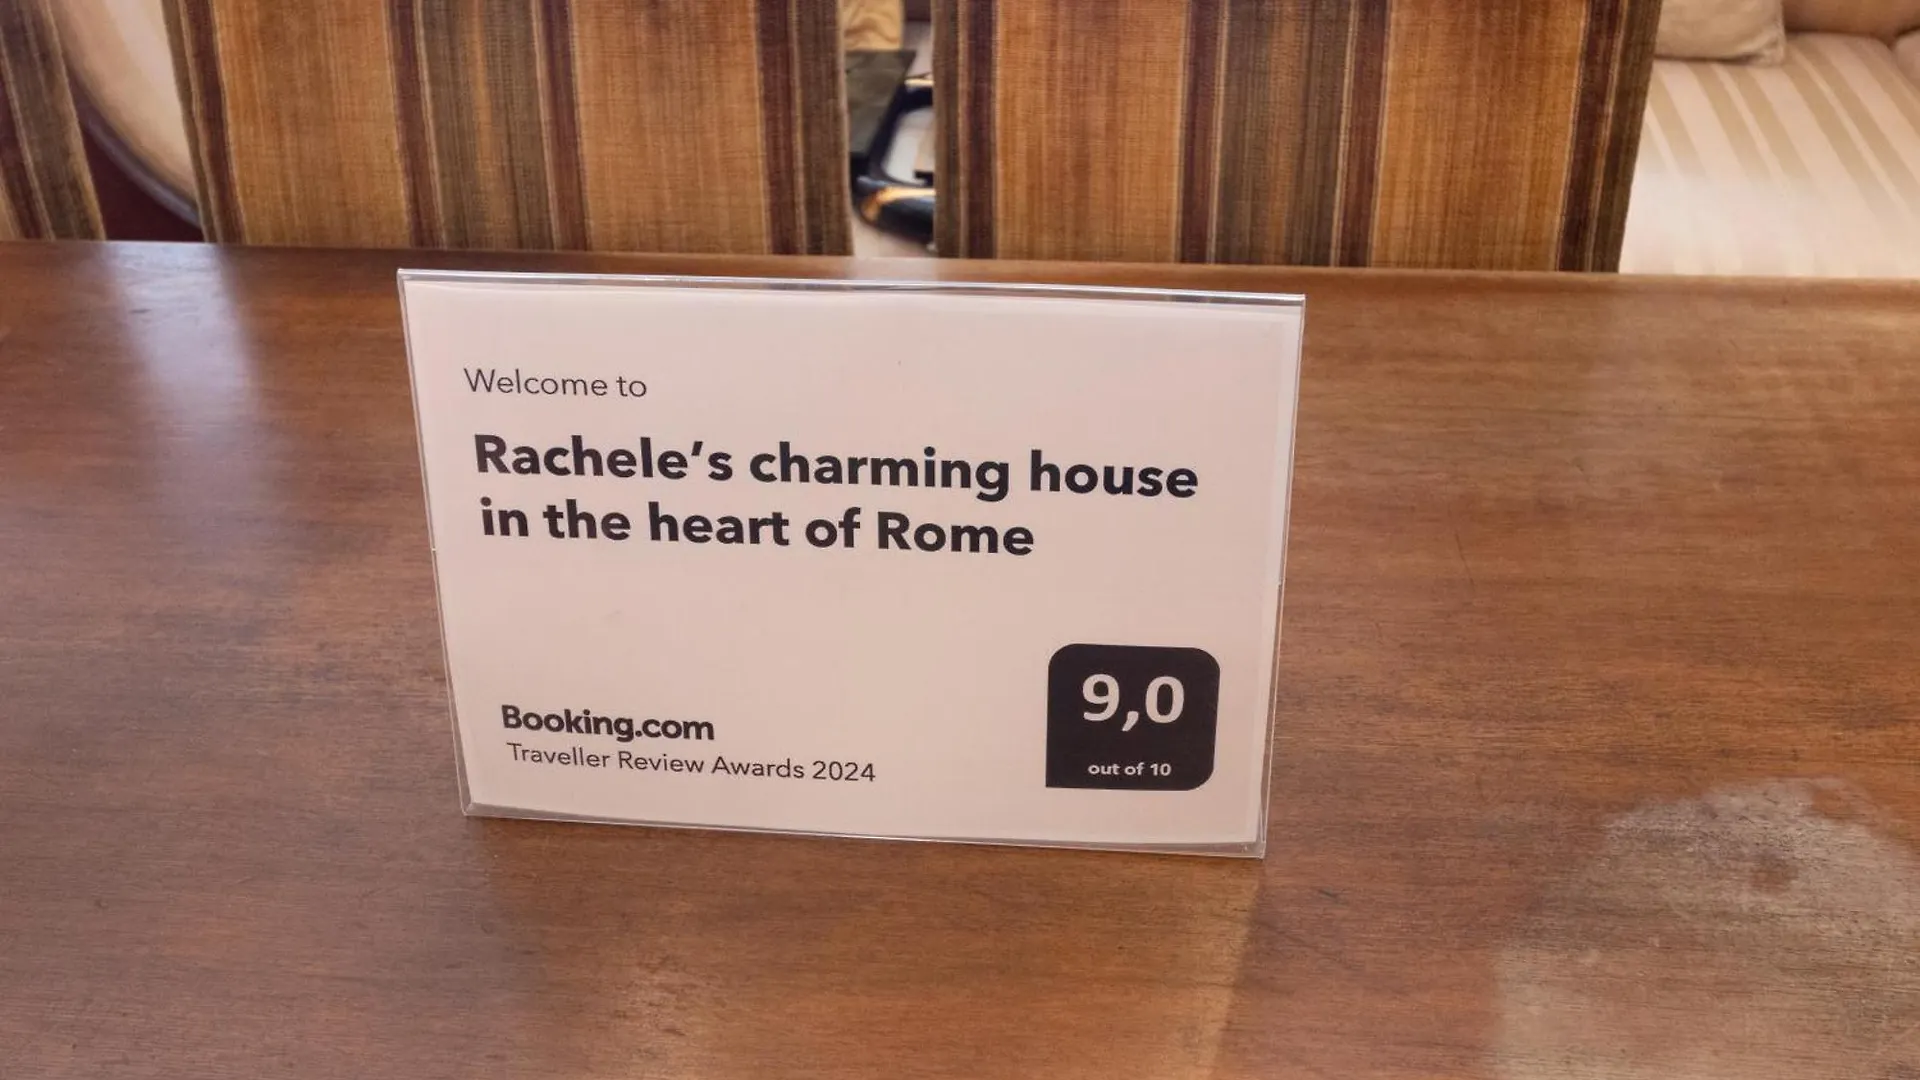 Welcome to
Rachele’s charming house
in the heart of Rome
Booking.com
Traveller Review Awards 2024
9,0
out of 10